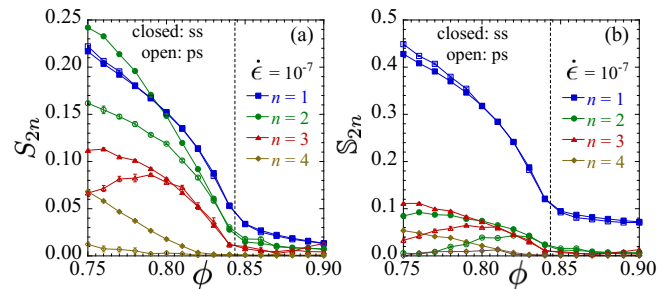 closed: ss
open: ps
(a)
ϵ̇ = 10⁻⁷
n = 1
n = 2
n = 3
n = 4
S₂ₙ
0.25
0.20
0.15
0.10
0.05
0.00
0.75
0.80
0.85
0.90
ϕ
closed: ss
open: ps
(b)
ϵ̇ = 10⁻⁷
n = 1
n = 2
n = 3
n = 4
𝕊₂ₙ
0.5
0.4
0.3
0.2
0.1
0.0
0.75
0.80
0.85
0.90
ϕ